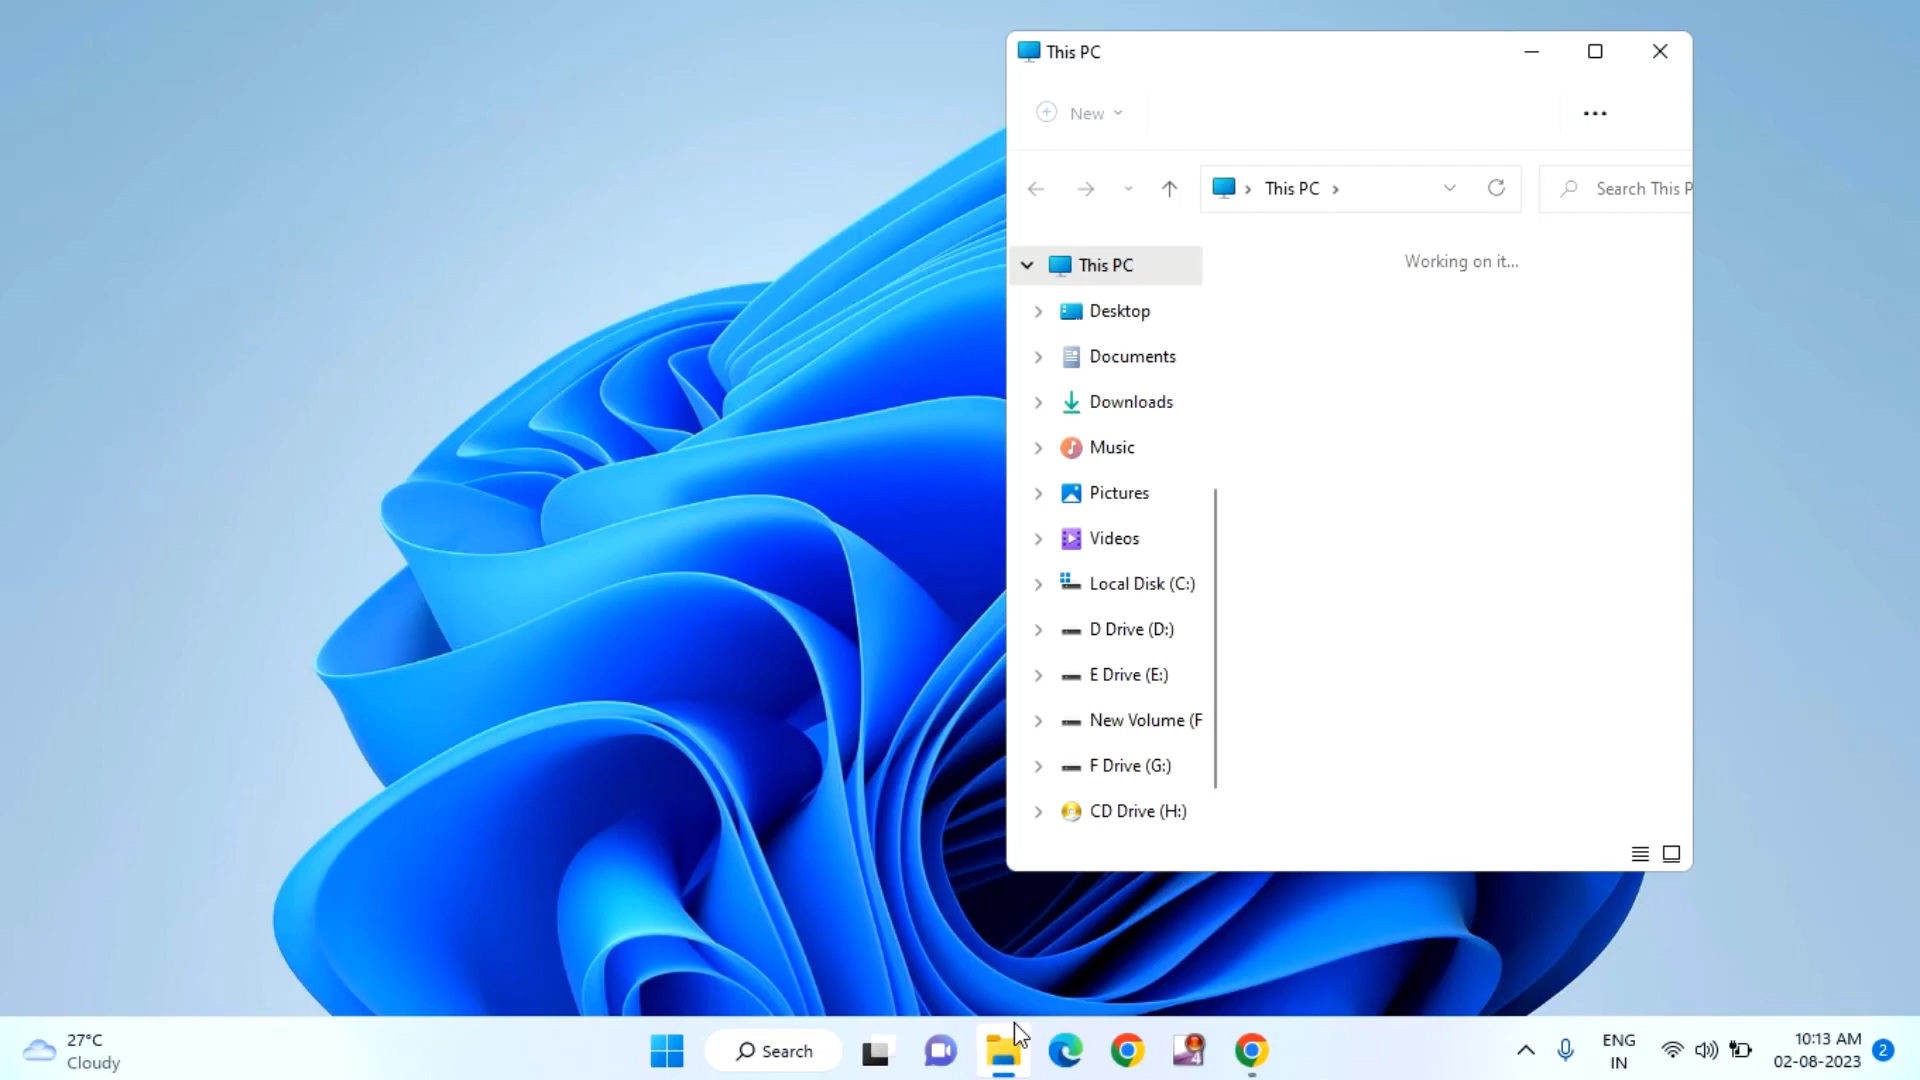 This PC
New
This PC
Search This P
This PC
Working on it...
Desktop
Documents
Downloads
Music
Pictures
Videos
Local Disk (C:)
D Drive (D:)
E Drive (E:)
New Volume (F
F Drive (G:)
CD Drive (H:)
27°C
Cloudy
Search
4
ENG
IN
10:13 AM
02-08-2023
2